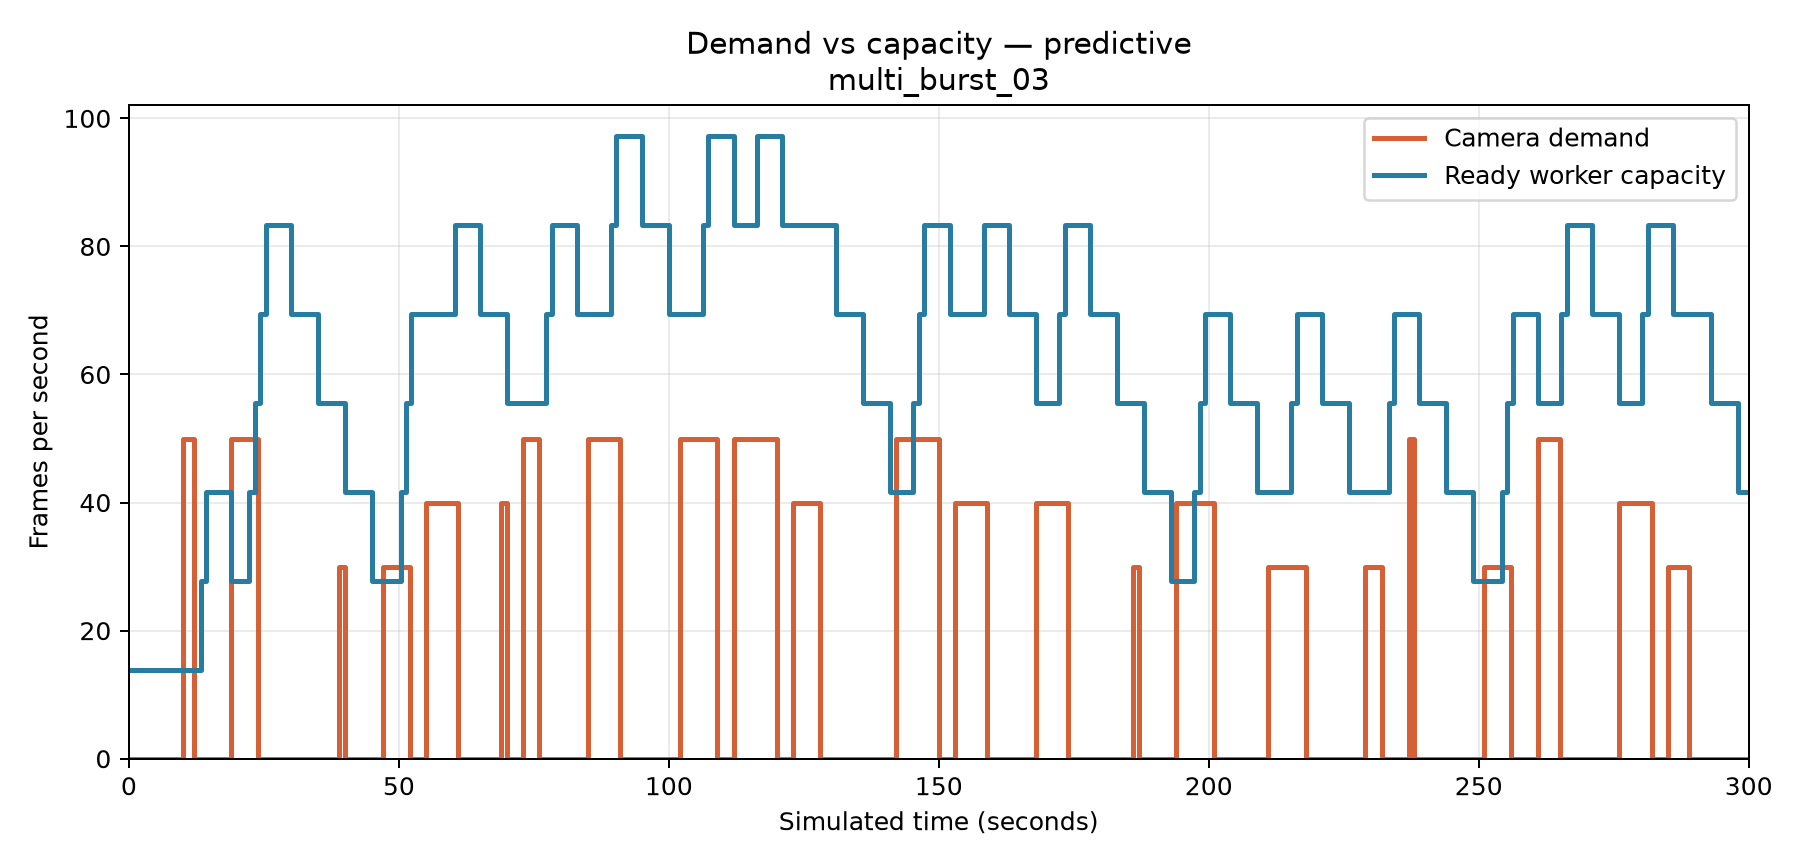 Demand vs capacity — predictive
multi_burst_03
Camera demand
Ready worker capacity
Frames per second
100
80
60
40
20
0
0 50 100 150 200 250 300
Simulated time (seconds)